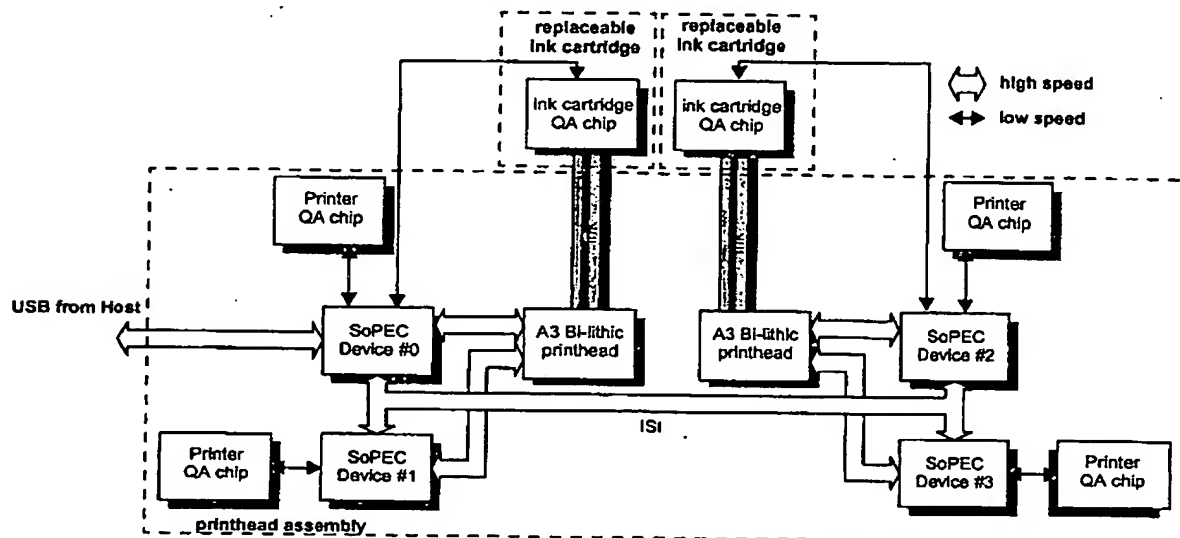 replaceable
Ink cartridge
replaceable
Ink cartridge
Ink cartridge
QA chip
ink cartridge
QA chip
high speed
low speed
Printer
QA chip
Printer
QA chip
USB from Host
SoPEC
Device #0
A3 Bi-lithic
printhead
A3 Bi-lithic
printhead
SoPEC
Device #2
ISI
Printer
QA chip
SoPEC
Device #1
SoPEC
Device #3
Printer
QA chip
printhead assembly